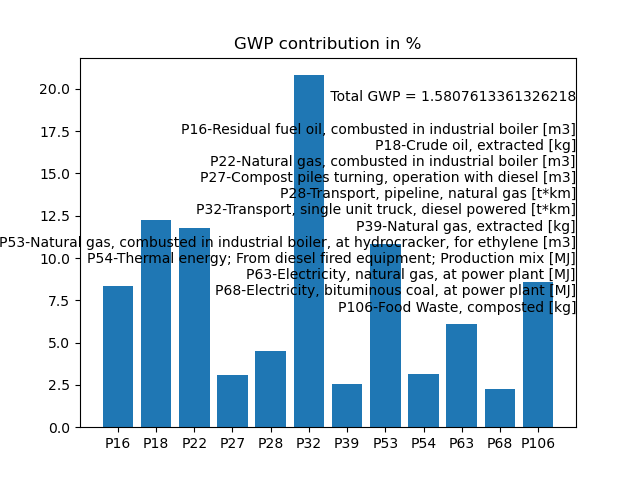 GWP contribution in %
20.0
17.5
15.0
12.5
10.0
7.5
5.0
2.5
0.0
Total GWP = 1.5807613361326218
P16-Residual fuel oil, combusted in industrial boiler [m3]
P18-Crude oil, extracted [kg]
P22-Natural gas, combusted in industrial boiler [m3]
P27-Compost piles turning, operation with diesel [m3]
P28-Transport, pipeline, natural gas [t*km]
P32-Transport, single unit truck, diesel powered [t*km]
P39-Natural gas, extracted [kg]
P53-Natural gas, combusted in industrial boiler, at hydrocracker, for ethylene [m3]
P54-Thermal energy; From diesel fired equipment; Production mix [MJ]
P63-Electricity, natural gas, at power plant [MJ]
P68-Electricity, bituminous coal, at power plant [MJ]
P106-Food Waste, composted [kg]
P16 P18 P22 P27 P28 P32 P39 P53 P54 P63 P68 P106